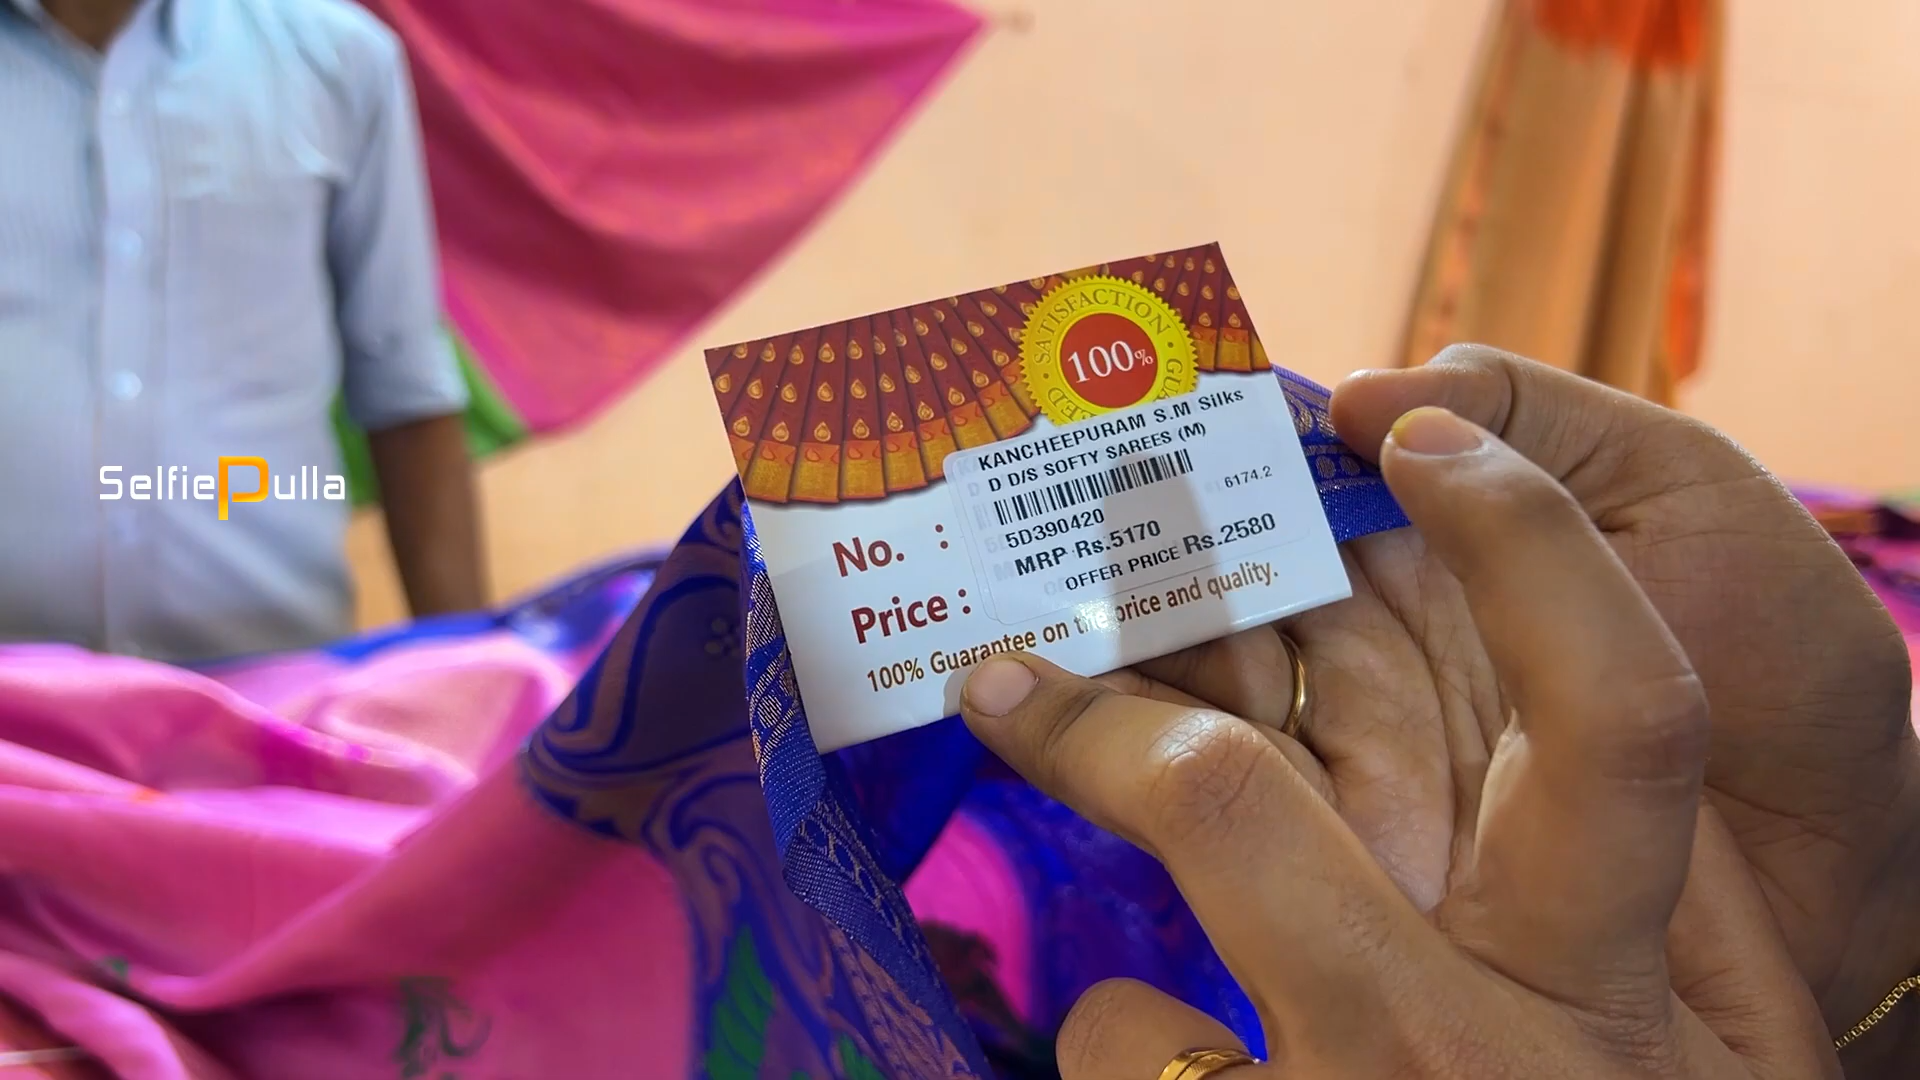 SATISFACTION
100%
KANCHEEPURAM S.M Silks
D D/S SOFTY SAREES (M)
6174.2
5D390420
MRP Rs.5170
OFFER PRICE Rs.2580
No. :
Price :
100% Guarantee on the price and quality.
SelfiePulla